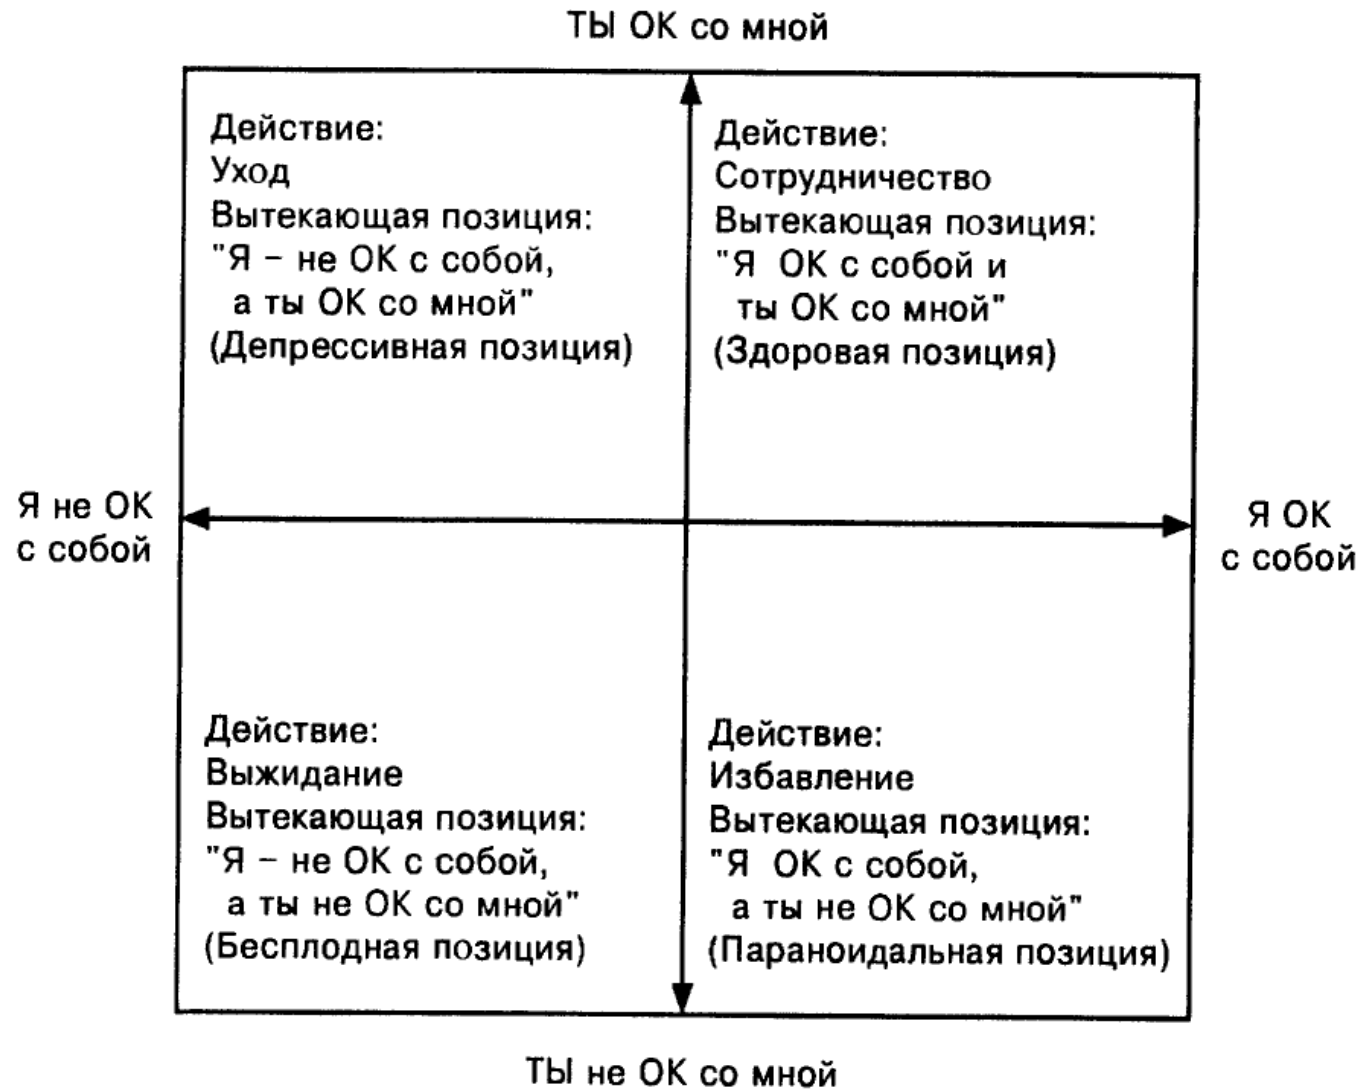 ТЫ ОК со мной
Действие:
Уход
Вытекающая позиция:
"Я – не ОК с собой,
а ты ОК со мной"
(Депрессивная позиция)
Действие:
Сотрудничество
Вытекающая позиция:
"Я ОК с собой и
ты ОК со мной"
(Здоровая позиция)
Я не ОК
с собой
Я ОК
с собой
Действие:
Выжидание
Вытекающая позиция:
"Я – не ОК с собой,
а ты не ОК со мной"
(Бесплодная позиция)
Действие:
Избавление
Вытекающая позиция:
"Я ОК с собой,
а ты не ОК со мной"
(Параноидальная позиция)
ТЫ не ОК со мной